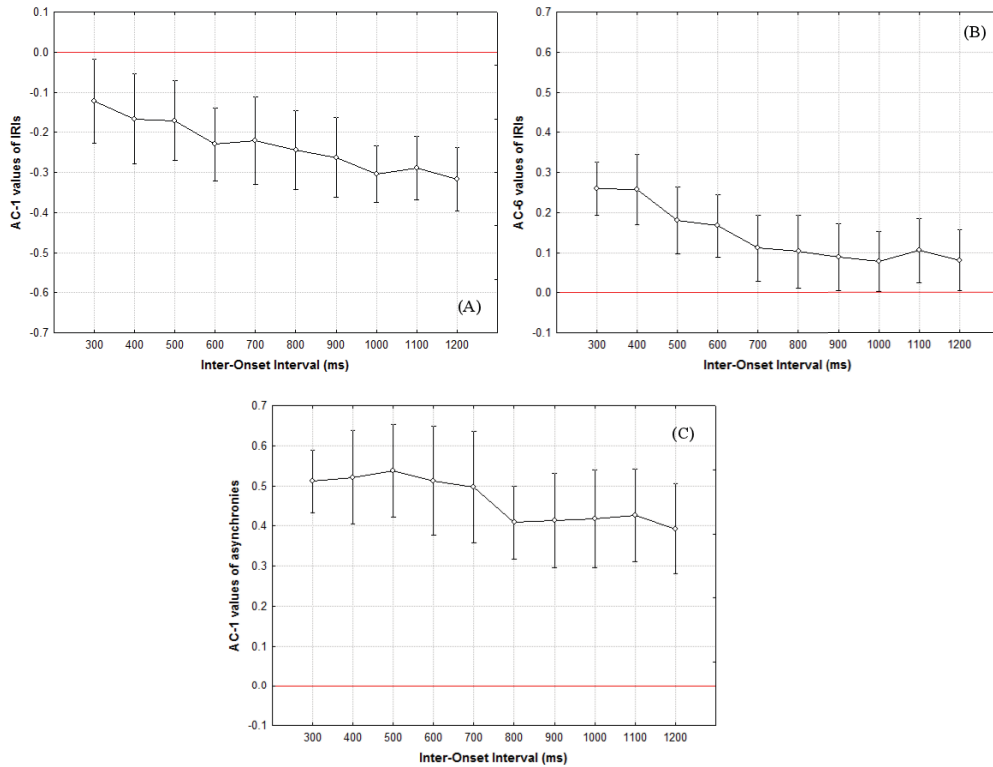 AC-1 values of IRIs
0.1
0.0
-0.1
-0.2
-0.3
-0.4
-0.5
-0.6
-0.7
(A)
300 400 500 600 700 800 900 1000 1100 1200
Inter-Onset Interval (ms)
AC-6 values of IRIs
0.7
0.6
0.5
0.4
0.3
0.2
0.1
0.0
-0.1
(B)
300 400 500 600 700 800 900 1000 1100 1200
Inter-Onset Interval (ms)
AC-1 values of asynchronies
0.7
0.6
0.5
0.4
0.3
0.2
0.1
0.0
-0.1
(C)
300 400 500 600 700 800 900 1000 1100 1200
Inter-Onset Interval (ms)